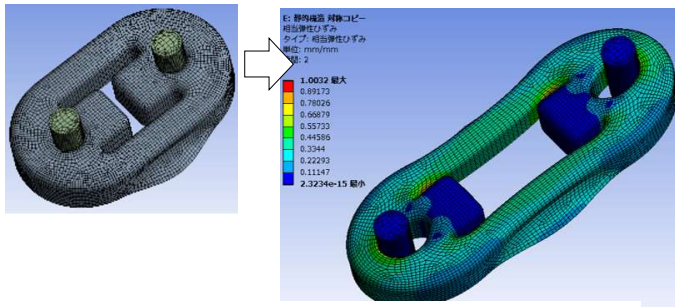 E: 静的構造 対称コピー
相当弾性ひずみ
タイプ: 相当弾性ひずみ
単位: mm/mm
間: 2
1.0032 最大
0.89173
0.78026
0.66879
0.55733
0.44586
0.3344
0.22293
0.11147
2.3234e-15 最小